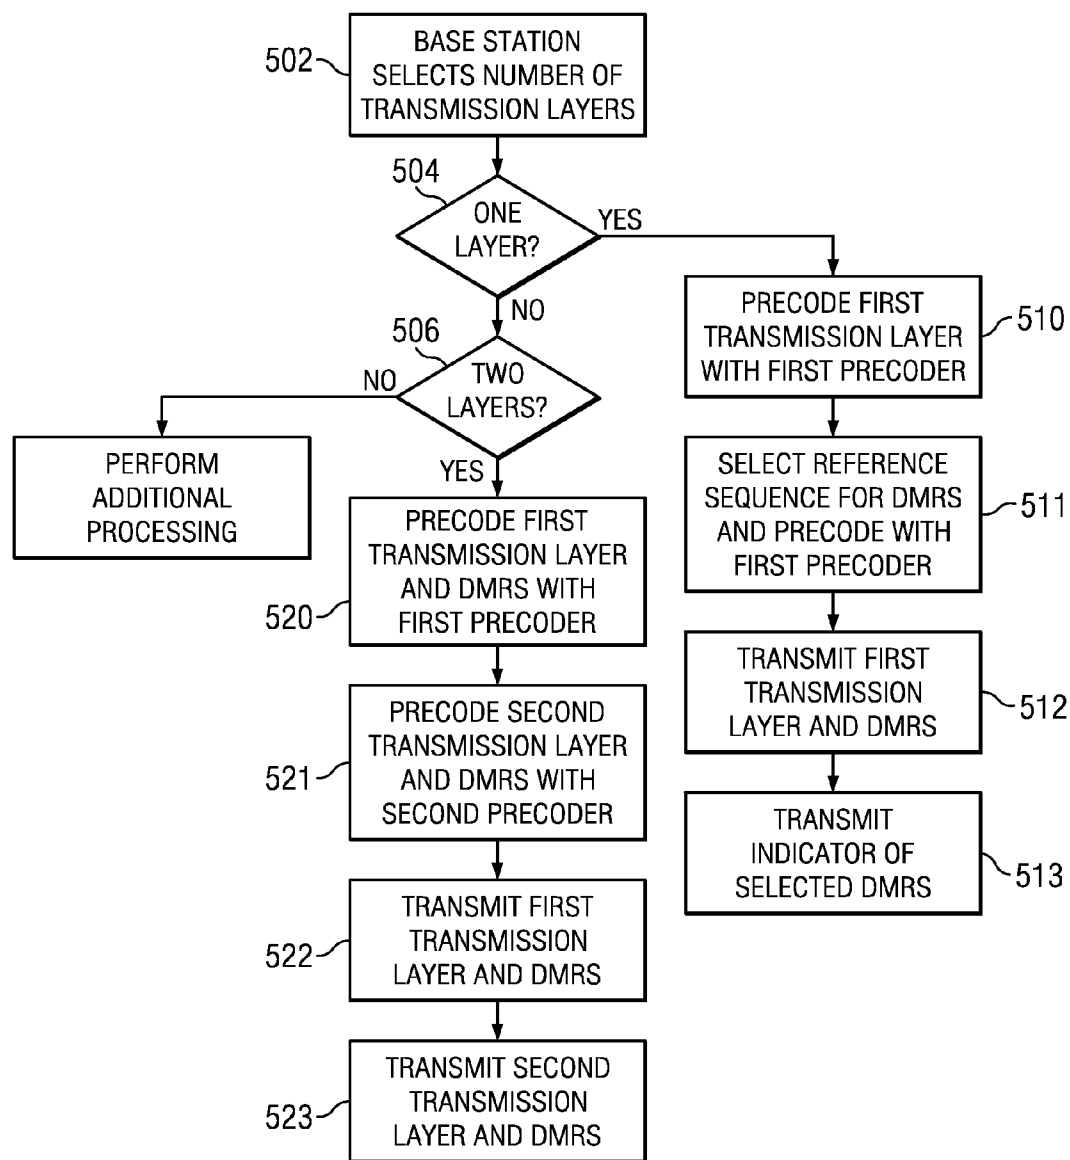 502
BASE STATION
SELECTS NUMBER OF
TRANSMISSION LAYERS
504
ONE
LAYER?
YES
NO
506
TWO
LAYERS?
NO
YES
PERFORM
ADDITIONAL
PROCESSING
PRECODE FIRST
TRANSMISSION LAYER
WITH FIRST PRECODER
510
SELECT REFERENCE
SEQUENCE FOR DMRS
AND PRECODE WITH
FIRST PRECODER
511
TRANSMIT FIRST
TRANSMISSION
LAYER AND DMRS
512
TRANSMIT
INDICATOR OF
SELECTED DMRS
513
PRECODE FIRST
TRANSMISSION LAYER
AND DMRS WITH
FIRST PRECODER
520
PRECODE SECOND
TRANSMISSION LAYER
AND DMRS WITH
SECOND PRECODER
521
TRANSMIT FIRST
TRANSMISSION
LAYER AND DMRS
522
TRANSMIT SECOND
TRANSMISSION
LAYER AND DMRS
523